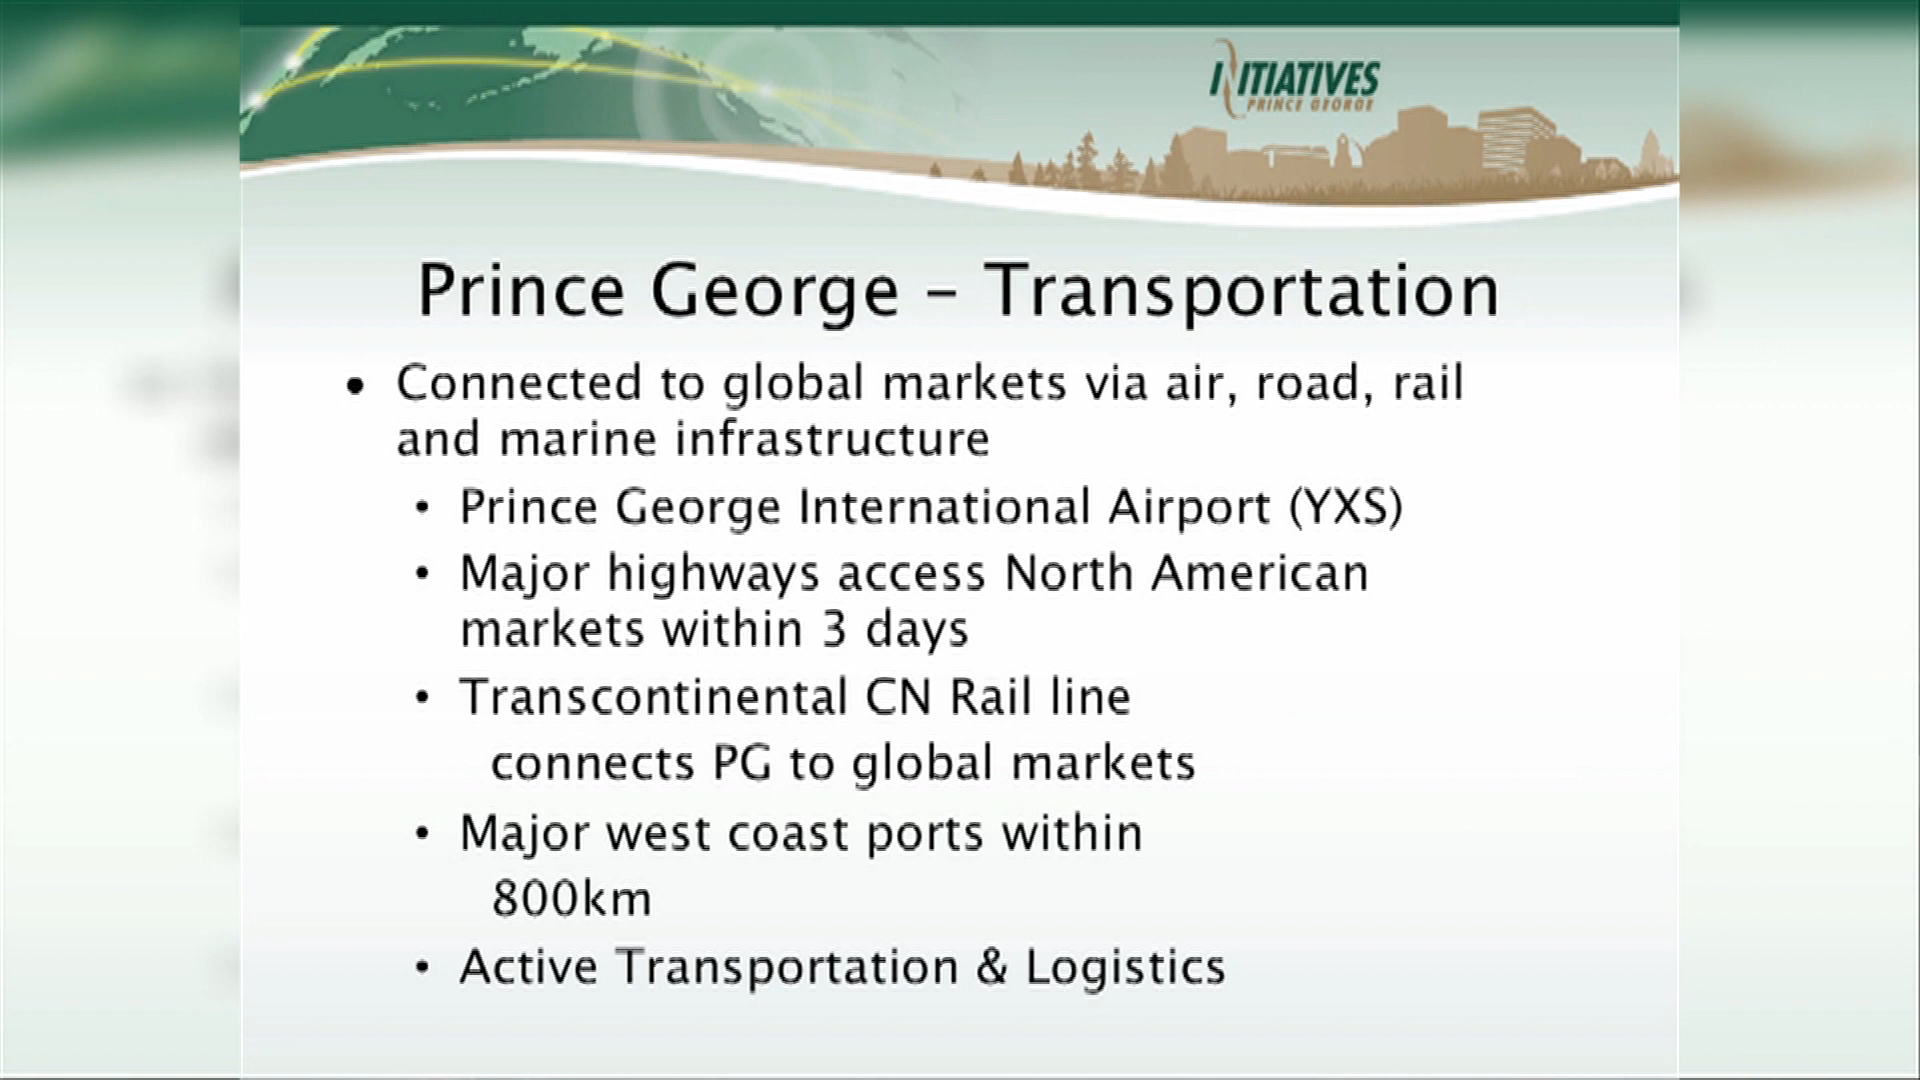 INITIATIVES
PRINCE GEORGE
Prince George – Transportation
• Connected to global markets via air, road, rail
and marine infrastructure
• Prince George International Airport (YXS)
• Major highways access North American
markets within 3 days
• Transcontinental CN Rail line
connects PG to global markets
• Major west coast ports within
800km
• Active Transportation & Logistics